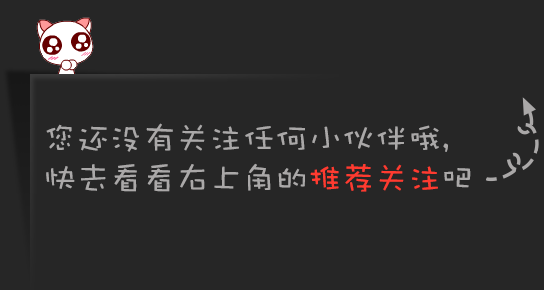 您还没有关注任何小伙伴哦,
快去看看右上角的推荐关注吧